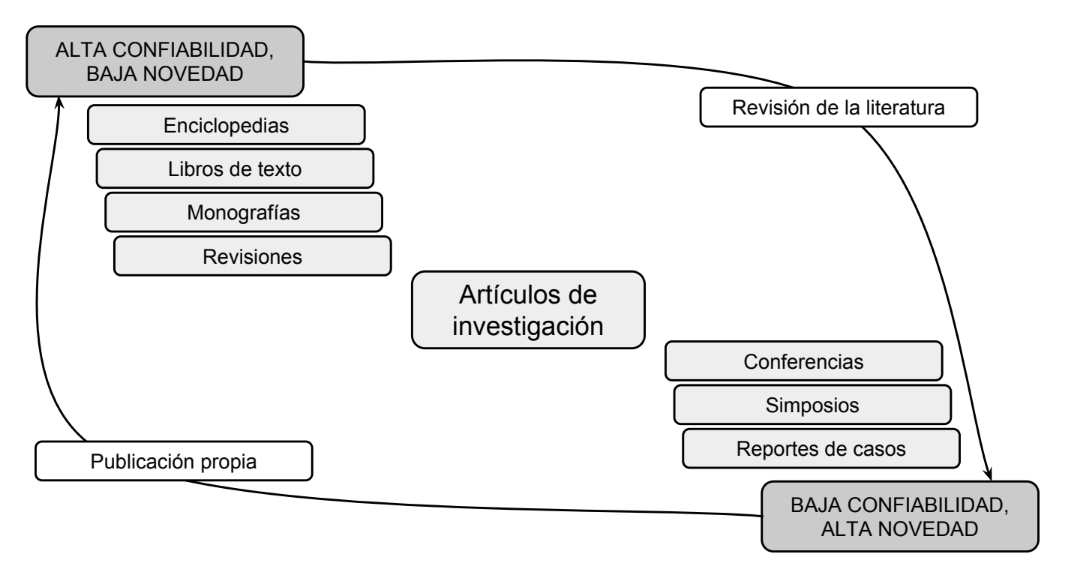 ALTA CONFIABILIDAD,
BAJA NOVEDAD
Revisión de la literatura
Enciclopedias
Libros de texto
Monografías
Revisiones
Artículos de
investigación
Conferencias
Simposios
Reportes de casos
Publicación propia
BAJA CONFIABILIDAD,
ALTA NOVEDAD